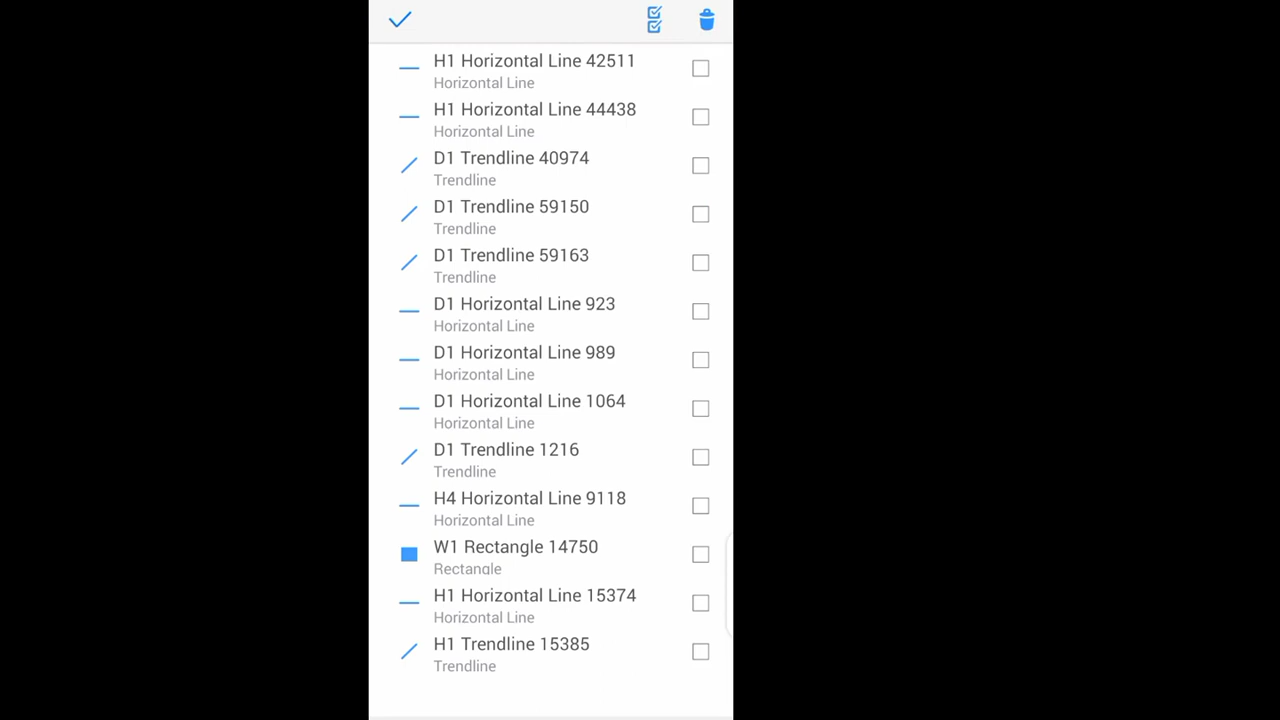 H1 Horizontal Line 42511
Horizontal Line
H1 Horizontal Line 44438
Horizontal Line
D1 Trendline 40974
Trendline
D1 Trendline 59150
Trendline
D1 Trendline 59163
Trendline
D1 Horizontal Line 923
Horizontal Line
D1 Horizontal Line 989
Horizontal Line
D1 Horizontal Line 1064
Horizontal Line
D1 Trendline 1216
Trendline
H4 Horizontal Line 9118
Horizontal Line
W1 Rectangle 14750
Rectangle
H1 Horizontal Line 15374
Horizontal Line
H1 Trendline 15385
Trendline